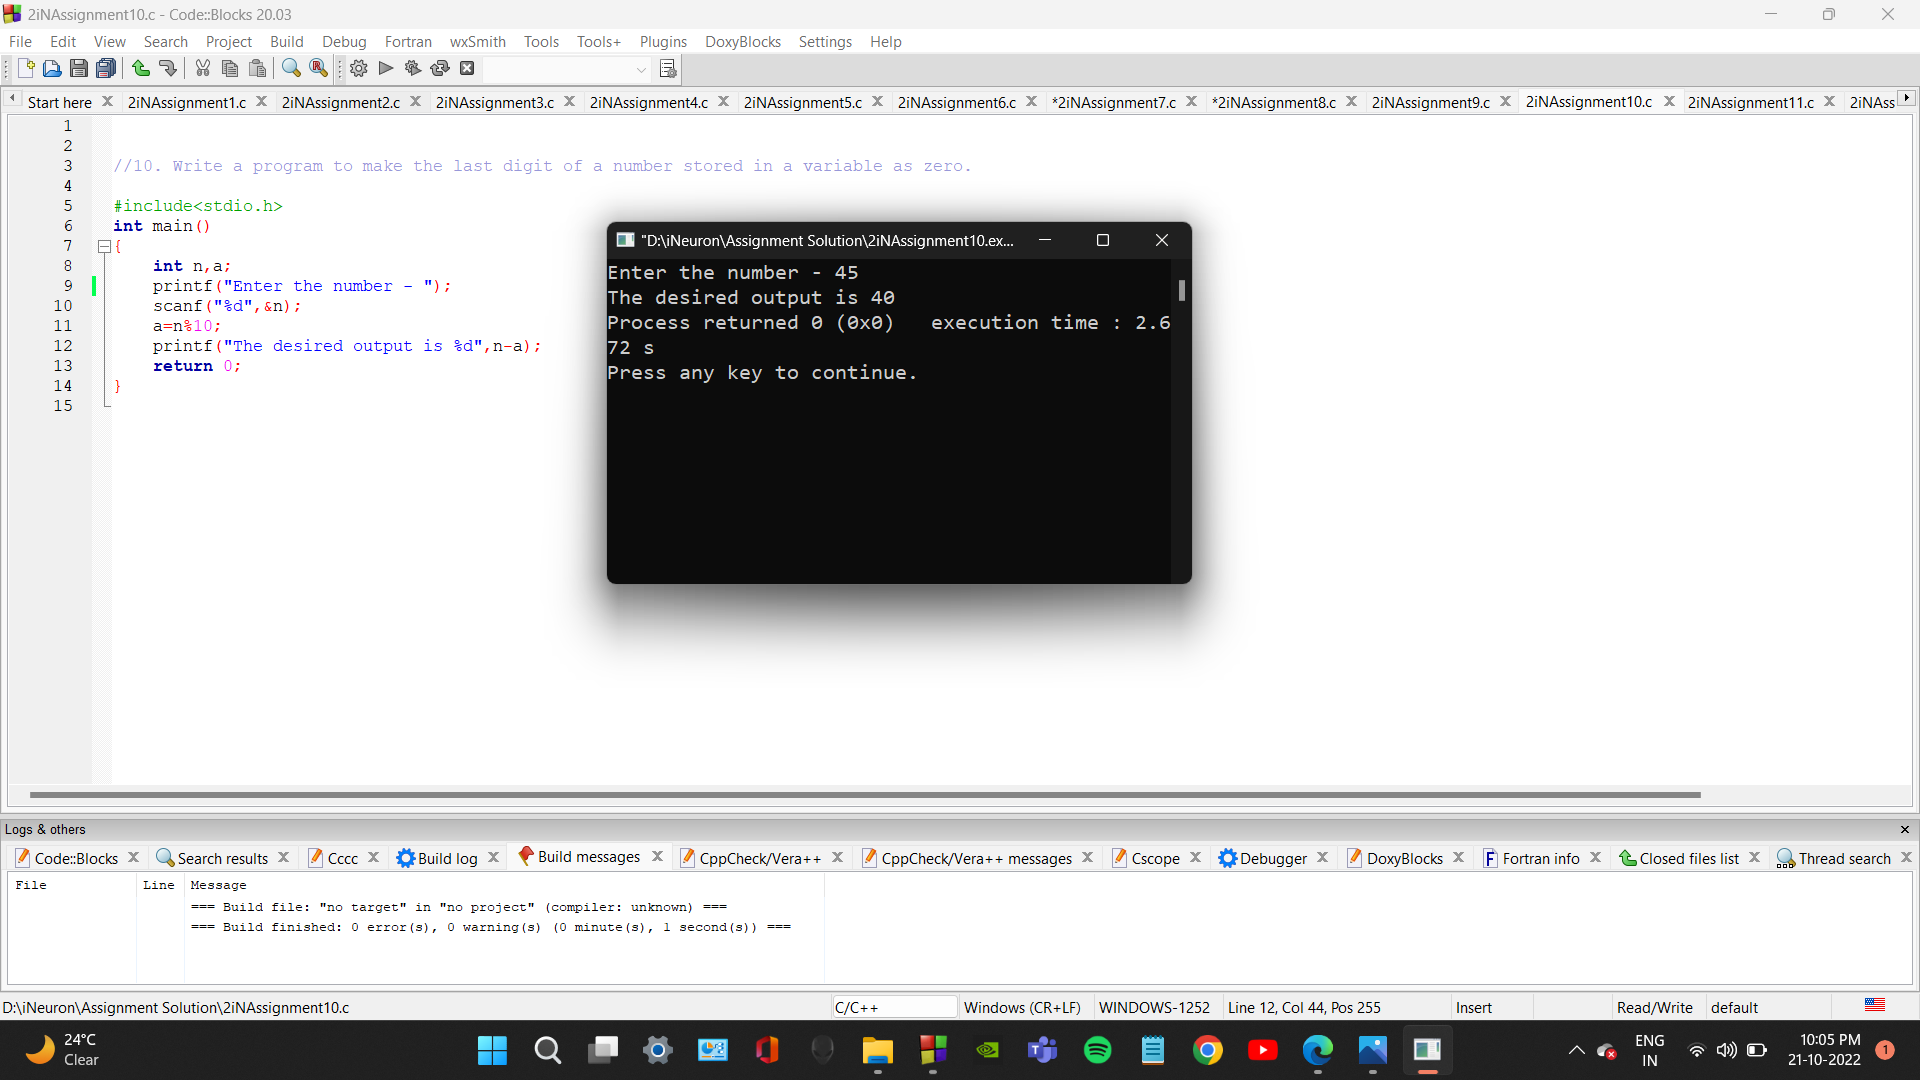 2iNAssignment10.c - Code::Blocks 20.03
File Edit View Search Project Build Debug Fortran wxSmith Tools Tools+ Plugins DoxyBlocks Settings Help
Start here 2iNAssignment1.c 2iNAssignment2.c 2iNAssignment3.c 2iNAssignment4.c 2iNAssignment5.c 2iNAssignment6.c *2iNAssignment7.c *2iNAssignment8.c 2iNAssignment9.c 2iNAssignment10.c 2iNAssignment11.c 2iNAss
1
2
3 //10. Write a program to make the last digit of a number stored in a variable as zero.
4
5 #include<stdio.h>
6 int main()
7 {
8 int n,a;
9 printf("Enter the number - ");
10 scanf("%d",&n);
11 a=n%10;
12 printf("The desired output is %d",n-a);
13 return 0;
14 }
15
"D:\iNeuron\Assignment Solution\2iNAssignment10.ex...
Enter the number - 45
The desired output is 40
Process returned 0 (0x0)   execution time : 2.6
72 s
Press any key to continue.
Logs & others
Code::Blocks Search results Cccc Build log Build messages CppCheck/Vera++ CppCheck/Vera++ messages Cscope Debugger DoxyBlocks Fortran info Closed files list Thread search
File Line Message
=== Build file: "no target" in "no project" (compiler: unknown) ===
=== Build finished: 0 error(s), 0 warning(s) (0 minute(s), 1 second(s)) ===
D:\iNeuron\Assignment Solution\2iNAssignment10.c C/C++ Windows (CR+LF) WINDOWS-1252 Line 12, Col 44, Pos 255 Insert Read/Write default
24°C
Clear
ENG
IN
10:05 PM
21-10-2022
1